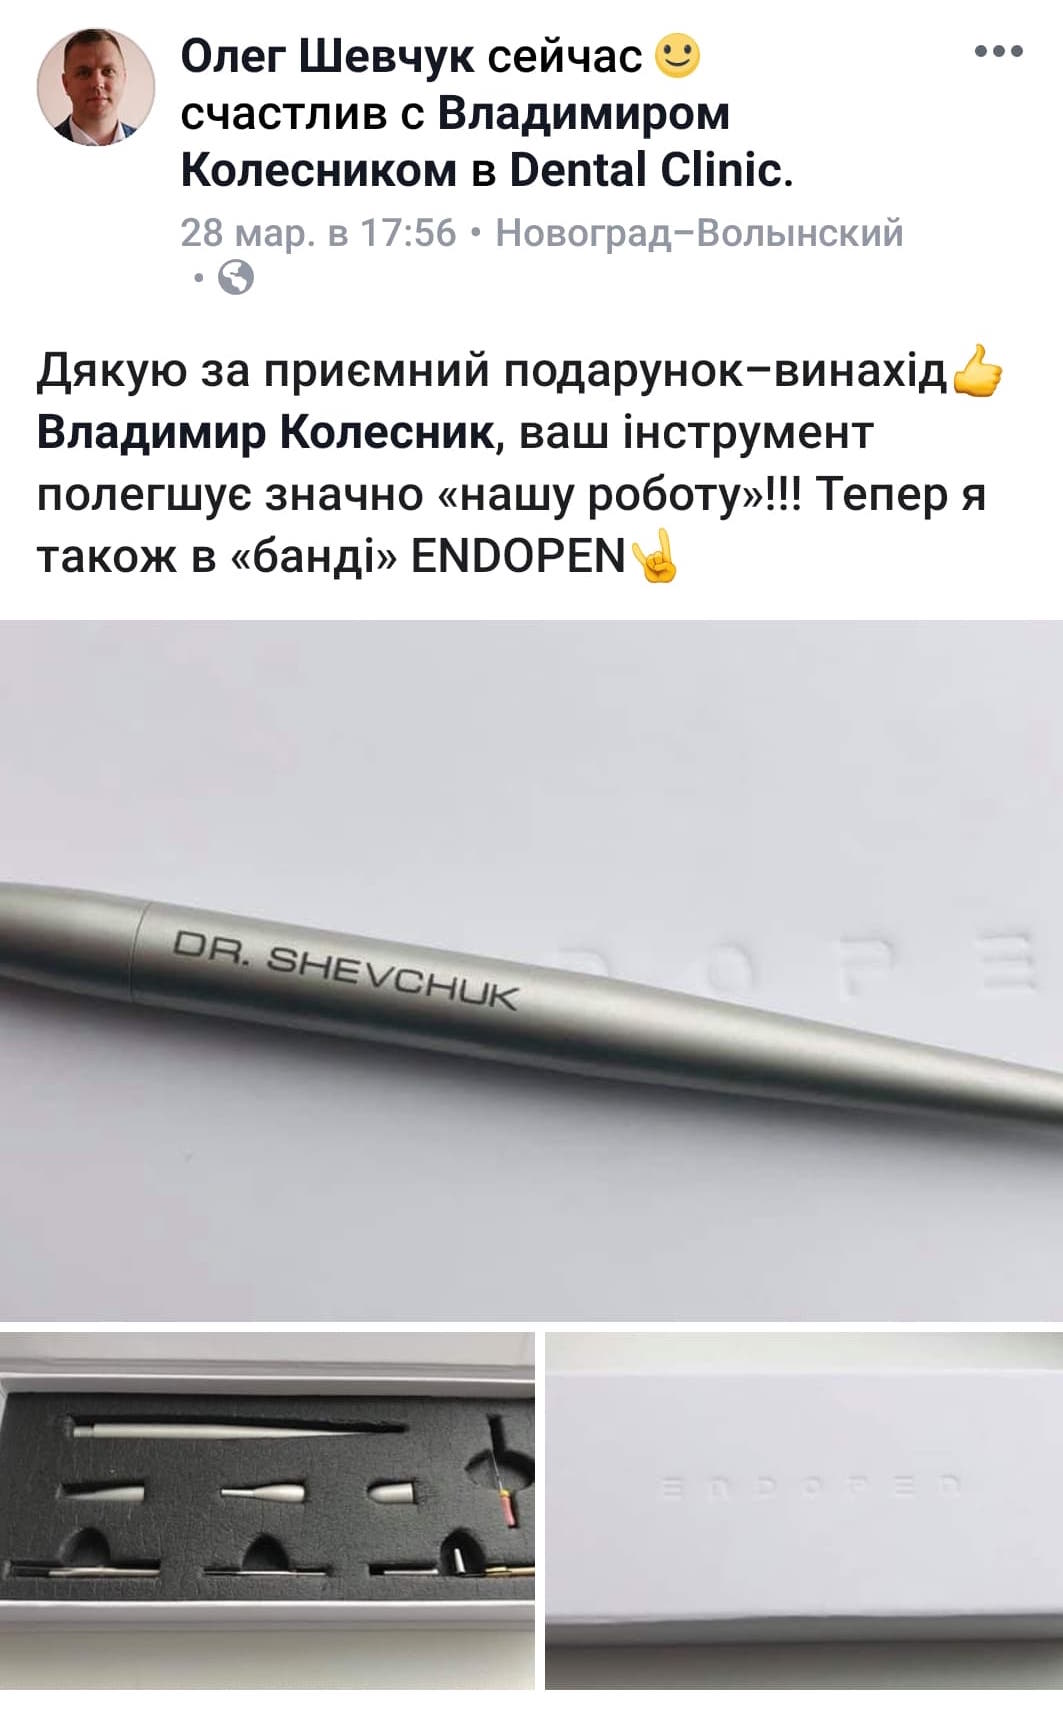 Олег Шевчук сейчас 🙂
счастлив с Владимиром
Колесником в Dental Clinic.
28 мар. в 17:56 • Новоград-Волынский
•
Дякую за приємний подарунок-винахід👍
Владимир Колесник, ваш інструмент
полегшує значно «нашу роботу»!!! Тепер я
також в «банді» ENDOPEN🤘
DR. SHEVCHUK
DOPE
ENDOPEN